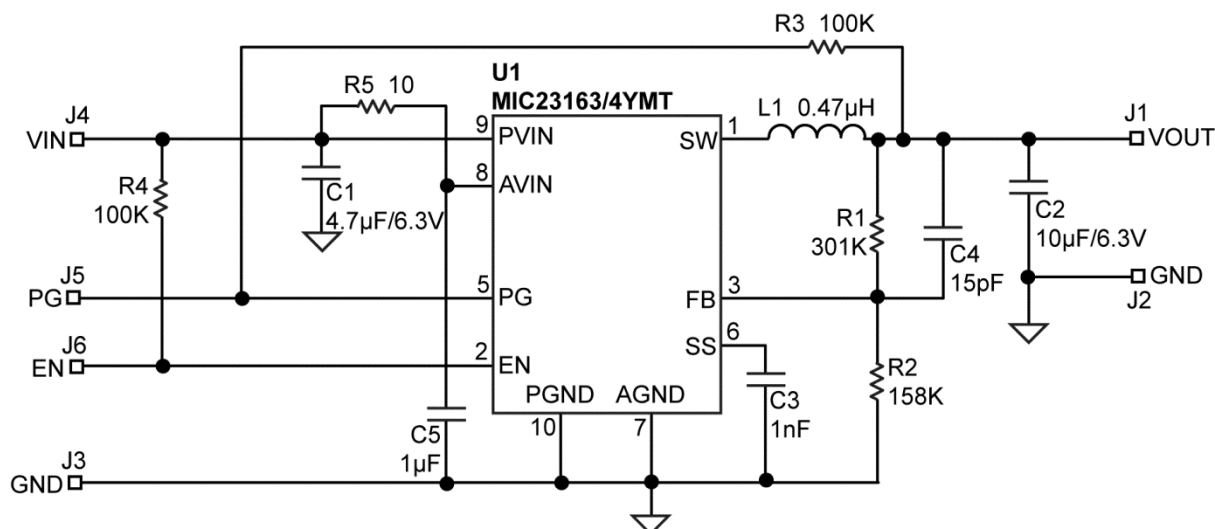 R3 100K
U1
MIC23163/4YMT
R5 10
L1 0.47µH
J4
VIN
9
PVIN
SW
1
J1
VOUT
8
AVIN
C1
4.7µF/6.3V
R4
100K
R1
301K
C4
15pF
C2
10µF/6.3V
J5
PG
5
PG
FB
3
GND
J2
6
SS
J6
EN
2
EN
R2
158K
PGND
AGND
10
7
C3
1nF
C5
1µF
J3
GND